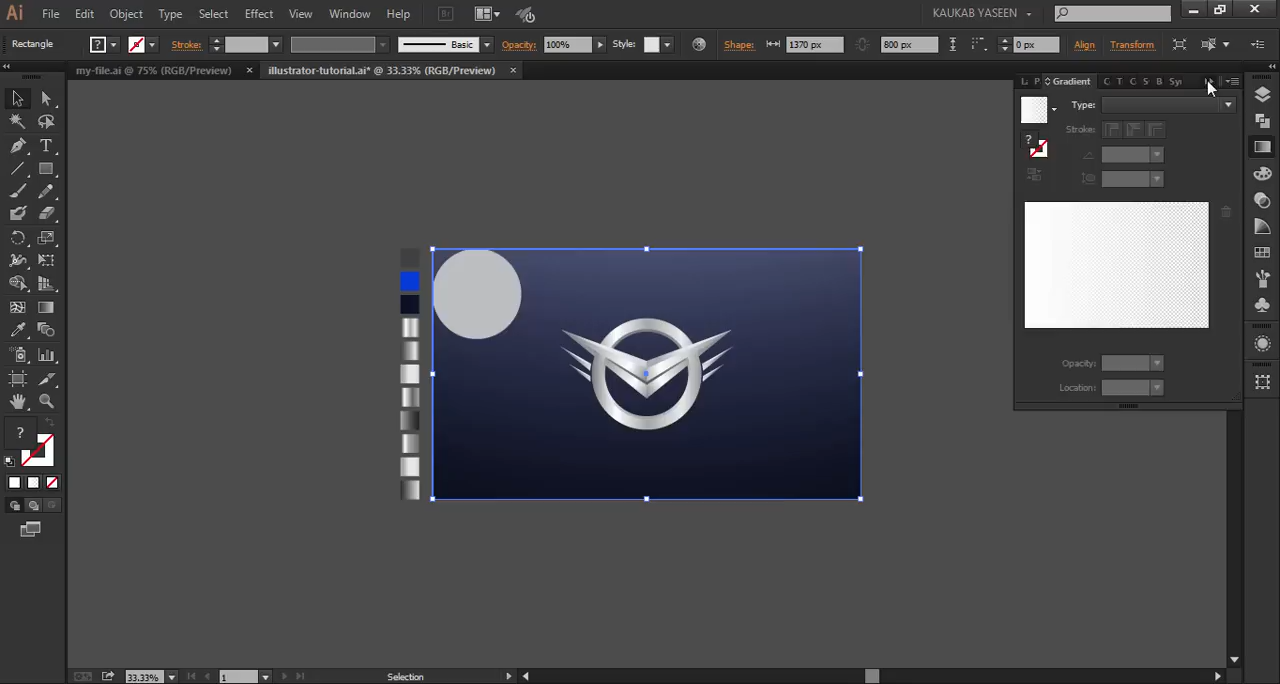 Ai File Edit Object Type Select Effect View Window Help Br KAUKAB YASEEN
Rectangle ? Stroke: Basic Opacity: 100% Style: Shape: 1370 px 800 px 0 px Align Transform
my-file.ai @ 75% (RGB/Preview) × illustrator-tutorial.ai* @ 33.33% (RGB/Preview) ×
Gradient C T C S B Syr
Type:
Stroke:
?
Opacity:
Location:
T
?
33.33% 1 Selection